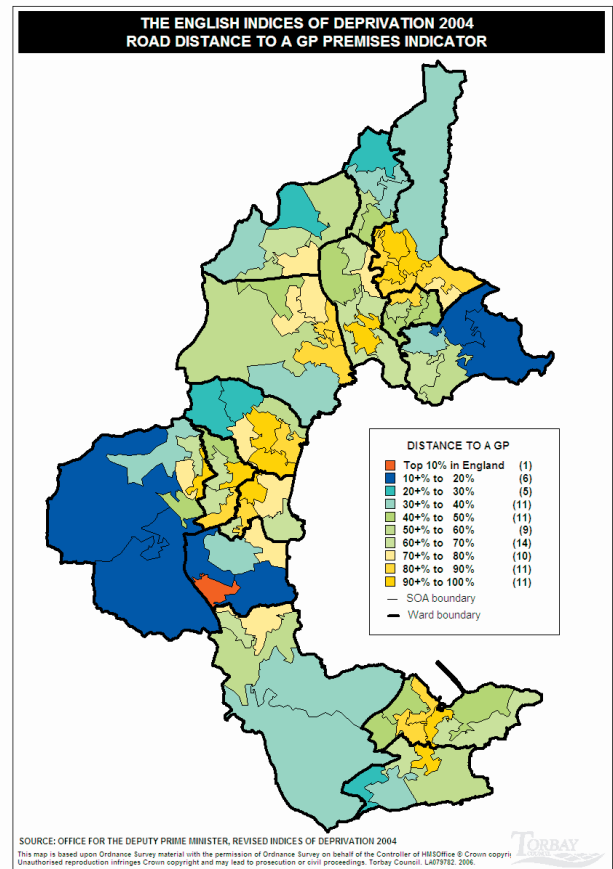 THE ENGLISH INDICES OF DEPRIVATION 2004
ROAD DISTANCE TO A GP PREMISES INDICATOR
DISTANCE TO A GP
Top 10% in England (1)
10+% to 20% (6)
20+% to 30% (5)
30+% to 40% (11)
40+% to 50% (11)
50+% to 60% (9)
60+% to 70% (14)
70+% to 80% (10)
80+% to 90% (11)
90+% to 100% (11)
SOA boundary
Ward boundary
SOURCE: OFFICE FOR THE DEPUTY PRIME MINISTER, REVISED INDICES OF DEPRIVATION 2004
This map is based upon Ordnance Survey material with the permission of Ordnance Survey on behalf of the Controller of HMSOffice © Crown copyri
Unauthorised reproduction infringes Crown copyright and may lead to prosecution or civil proceedings. Torbay Council. LA079782. 2006.
TORBAY